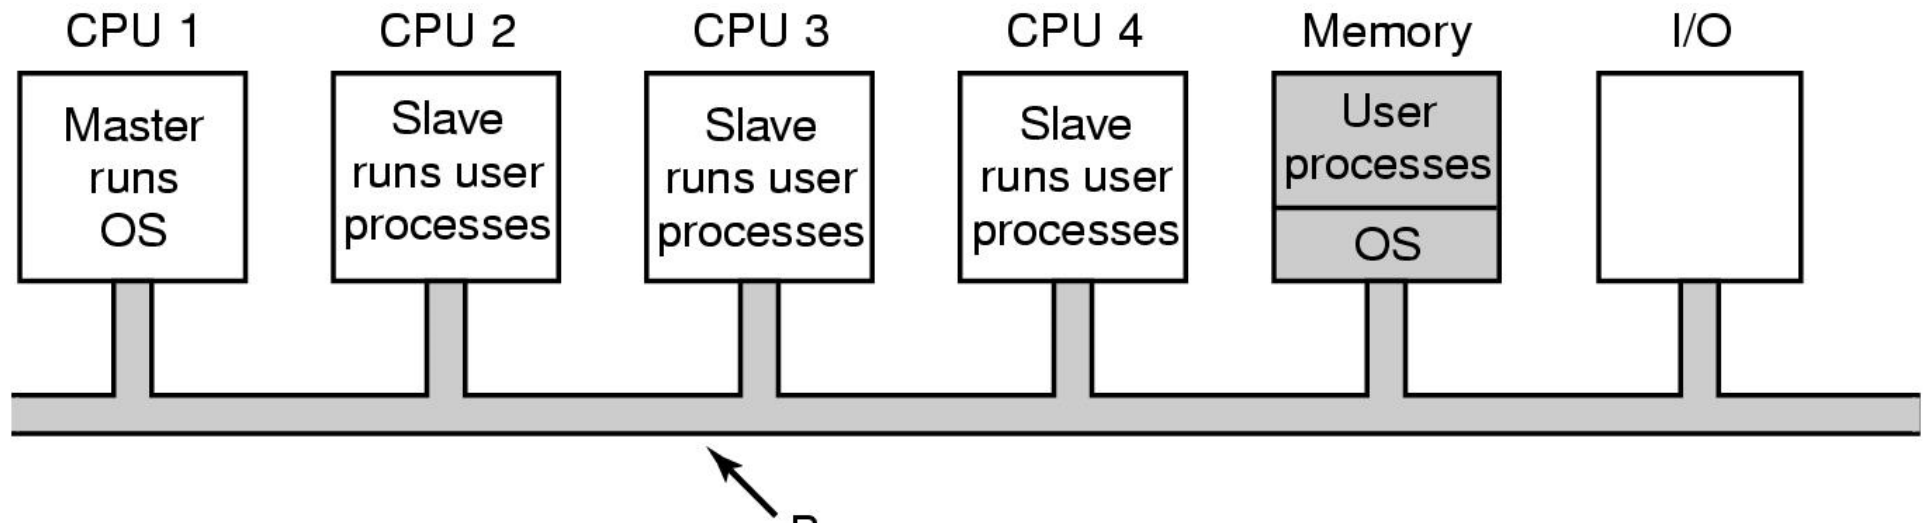 CPU 1
CPU 2
CPU 3
CPU 4
Memory
I/O
Master
runs
OS
Slave
runs user
processes
Slave
runs user
processes
Slave
runs user
processes
User
processes
OS